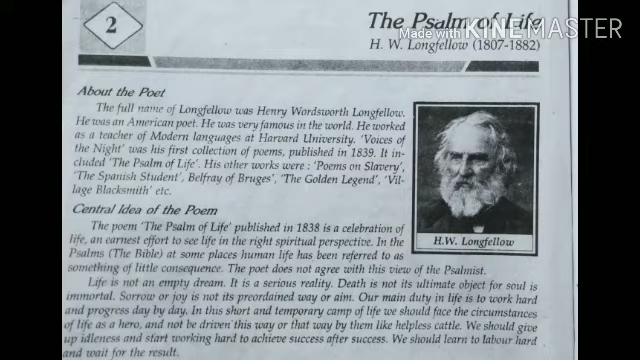 2
The Psalm of Life
Made with KINEMASTER
H. W. Longfellow (1807-1882)
About the Poet
The full name of Longfellow was Henry Wordsworth Longfellow.
He was an American poet. He was very famous in the world. He worked
as a teacher of Modern languages at Harvard University. 'Voices of
the Night' was his first collection of poems, published in 1839. It in-
cluded 'The Psalm of Life'. His other works were : 'Poems on Slavery',
'The Spanish Student', Belfray of Bruges', 'The Golden Legend', 'Vil-
lage Blacksmith' etc.
H.W. Longfellow
Central Idea of the Poem
The poem 'The Psalm of Life' published in 1838 is a celebration of
life, an earnest effort to see life in the right spiritual perspective. In the
Psalms (The Bible) at some places human life has been referred to as
something of little consequence. The poet does not agree with this view of the Psalmist.
Life is not an empty dream. It is a serious reality. Death is not its ultimate object for soul is
immortal. Sorrow or joy is not its preordained way or aim. Our main duty in life is to work hard
and progress day by day. In this short and temporary camp of life we should face the circumstances
of life as a hero, and not be driven this way or that way by them like helpless cattle. We should give
up idleness and start working hard to achieve success after success. We should learn to labour hard
and wait for the result.